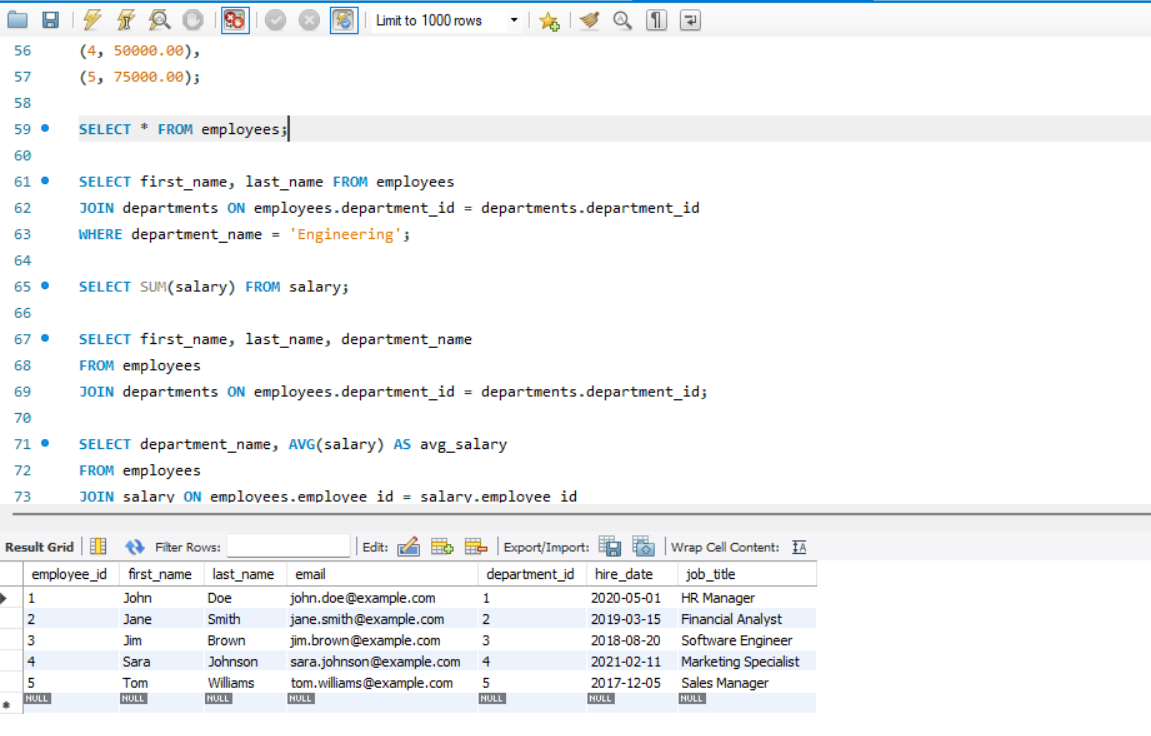 Limit to 1000 rows
56 (4, 50000.00),
57 (5, 75000.00);
58
59 SELECT * FROM employees;
60
61 SELECT first_name, last_name FROM employees
62 JOIN departments ON employees.department_id = departments.department_id
63 WHERE department_name = 'Engineering';
64
65 SELECT SUM(salary) FROM salary;
66
67 SELECT first_name, last_name, department_name
68 FROM employees
69 JOIN departments ON employees.department_id = departments.department_id;
70
71 SELECT department_name, AVG(salary) AS avg_salary
72 FROM employees
73 JOIN salary ON employees.employee_id = salary.employee_id
Result Grid Filter Rows: Edit: Export/Import: Wrap Cell Content: IA
employee_id first_name last_name email department_id hire_date job_title
1 John Doe john.doe@example.com 1 2020-05-01 HR Manager
2 Jane Smith jane.smith@example.com 2 2019-03-15 Financial Analyst
3 Jim Brown jim.brown@example.com 3 2018-08-20 Software Engineer
4 Sara Johnson sara.johnson@example.com 4 2021-02-11 Marketing Specialist
5 Tom Williams tom.williams@example.com 5 2017-12-05 Sales Manager
NULL NULL NULL NULL NULL NULL NULL